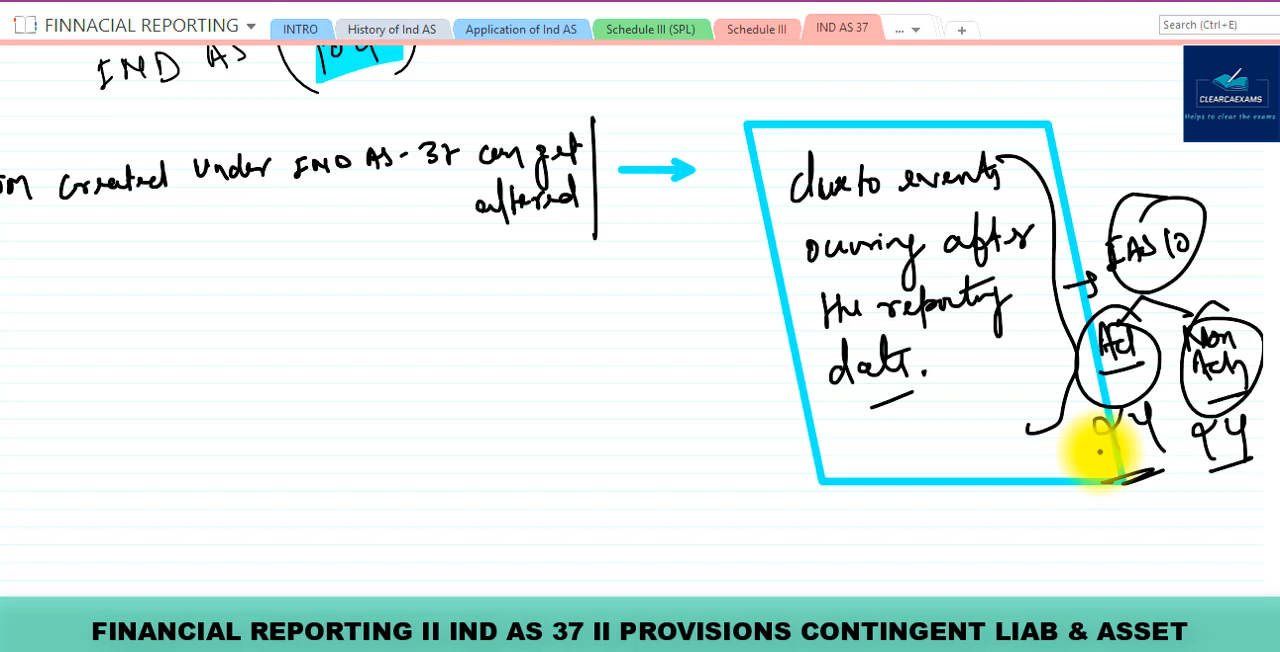 FINNACIAL REPORTING
INTRO
History of Ind AS
Application of Ind AS
Schedule III (SPL)
Schedule III
IND AS 37
...
Search (Ctrl+E)
CLEARCAEXAMS
Helps to clear the exams
IND AS
created under IND AS-37 can get
altered
due to events
ouring after
the reporting
date.
IAS 10
Adj
Non
Adj
FINANCIAL REPORTING II IND AS 37 II PROVISIONS CONTINGENT LIAB & ASSET